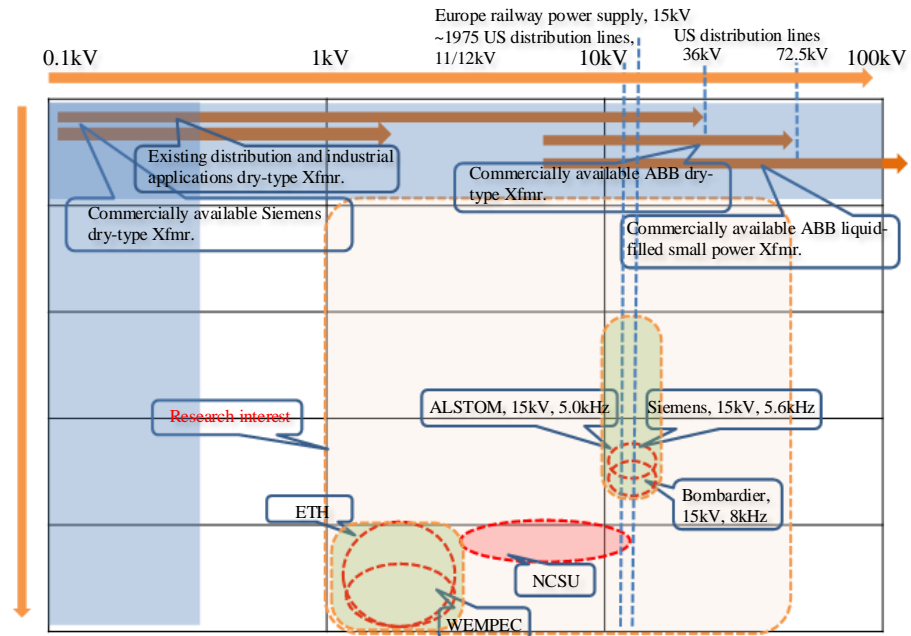 Europe railway power supply, 15kV
~1975 US distribution lines,
11/12kV
US distribution lines
36kV
72.5kV
0.1kV
1kV
10kV
100kV
Existing distribution and industrial
applications dry-type Xfmr.
Commercially available ABB dry-
type Xfmr.
Commercially available Siemens
dry-type Xfmr.
Commercially available ABB liquid-
filled small power Xfmr.
Research interest
ALSTOM, 15kV, 5.0kHz
Siemens, 15kV, 5.6kHz
Bombardier,
15kV, 8kHz
ETH
NCSU
WEMPEC